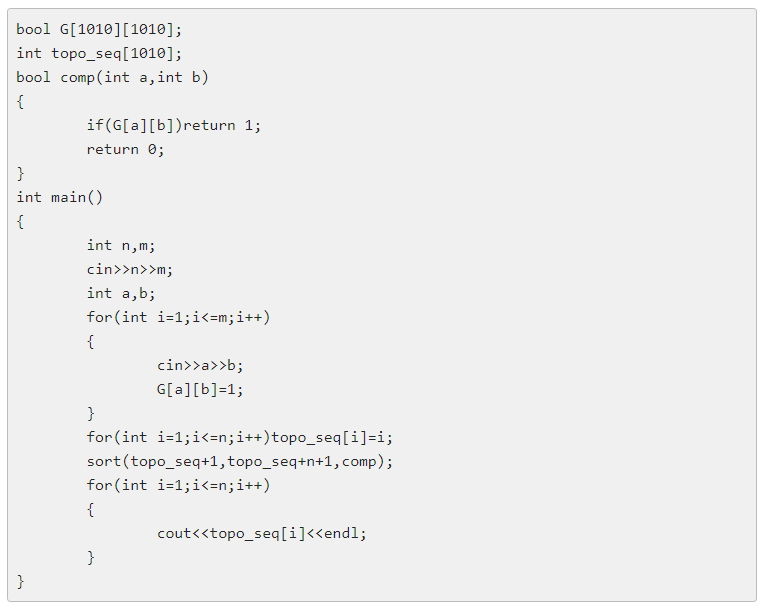 bool G[1010][1010];
int topo_seq[1010];
bool comp(int a,int b)
{
        if(G[a][b])return 1;
        return 0;
}
int main()
{
        int n,m;
        cin>>n>>m;
        int a,b;
        for(int i=1;i<=m;i++)
        {
                cin>>a>>b;
                G[a][b]=1;
        }
        for(int i=1;i<=n;i++)topo_seq[i]=i;
        sort(topo_seq+1,topo_seq+n+1,comp);
        for(int i=1;i<=n;i++)
        {
                cout<<topo_seq[i]<<endl;
        }
}